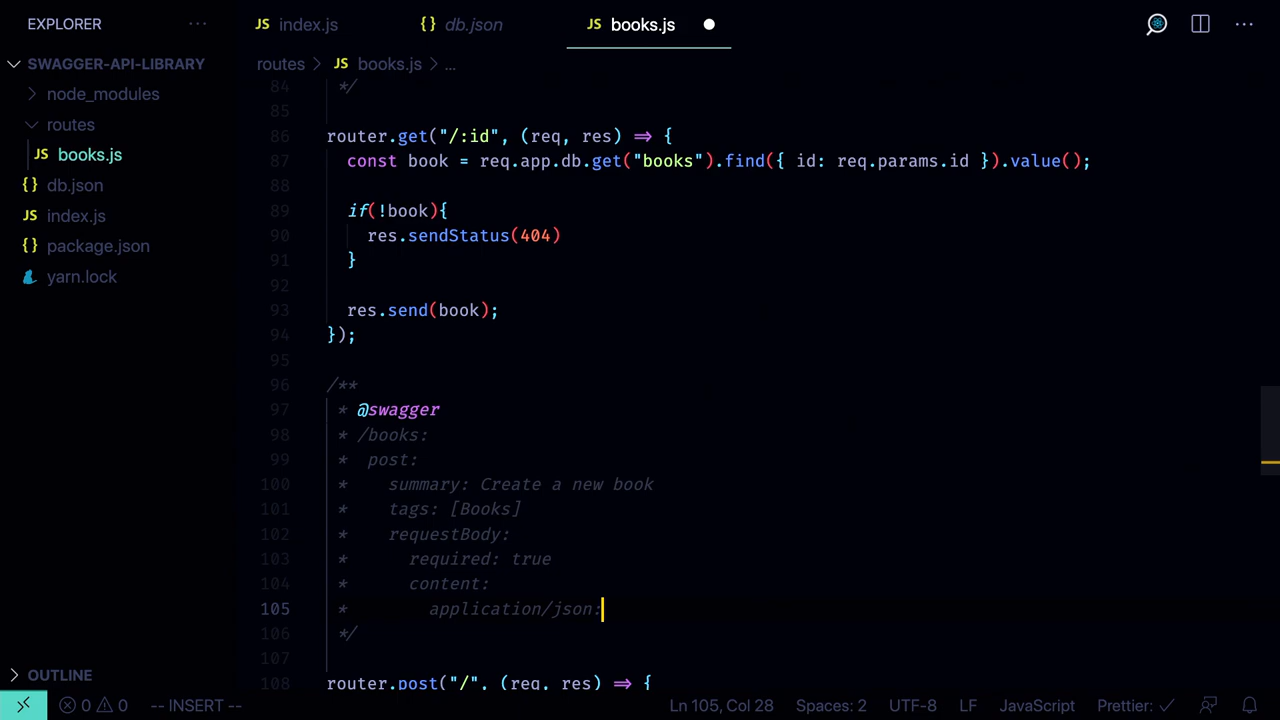 EXPLORER ···
JS index.js {} db.json JS books.js
SWAGGER-API-LIBRARY
node_modules
routes
JS books.js
{} db.json
JS index.js
{} package.json
yarn.lock
OUTLINE
routes > JS books.js > ...
84 */
85
86 router.get("/:id", (req, res) => {
87 const book = req.app.db.get("books").find({ id: req.params.id }).value();
88
89 if(!book){
90 res.sendStatus(404)
91 }
92
93 res.send(book);
94 });
95
96 /**
97 * @swagger
98 * /books:
99 * post:
100 * summary: Create a new book
101 * tags: [Books]
102 * requestBody:
103 * required: true
104 * content:
105 * application/json:
106 */
107
108 router.post("/", (req, res) => {
0 0 -- INSERT -- Ln 105, Col 28 Spaces: 2 UTF-8 LF JavaScript Prettier: ✓